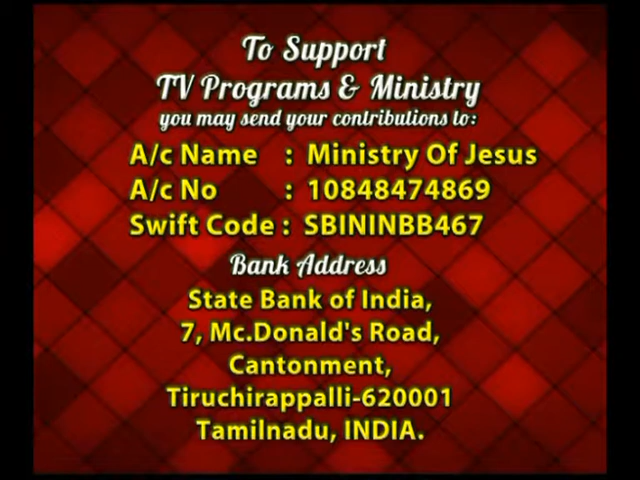 To Support
TV Programs & Ministry
you may send your contributions to:
A/c Name : Ministry Of Jesus
A/c No : 10848474869
Swift Code : SBININBB467
Bank Address
State Bank of India,
7, Mc.Donald's Road,
Cantonment,
Tiruchirappalli-620001
Tamilnadu, INDIA.